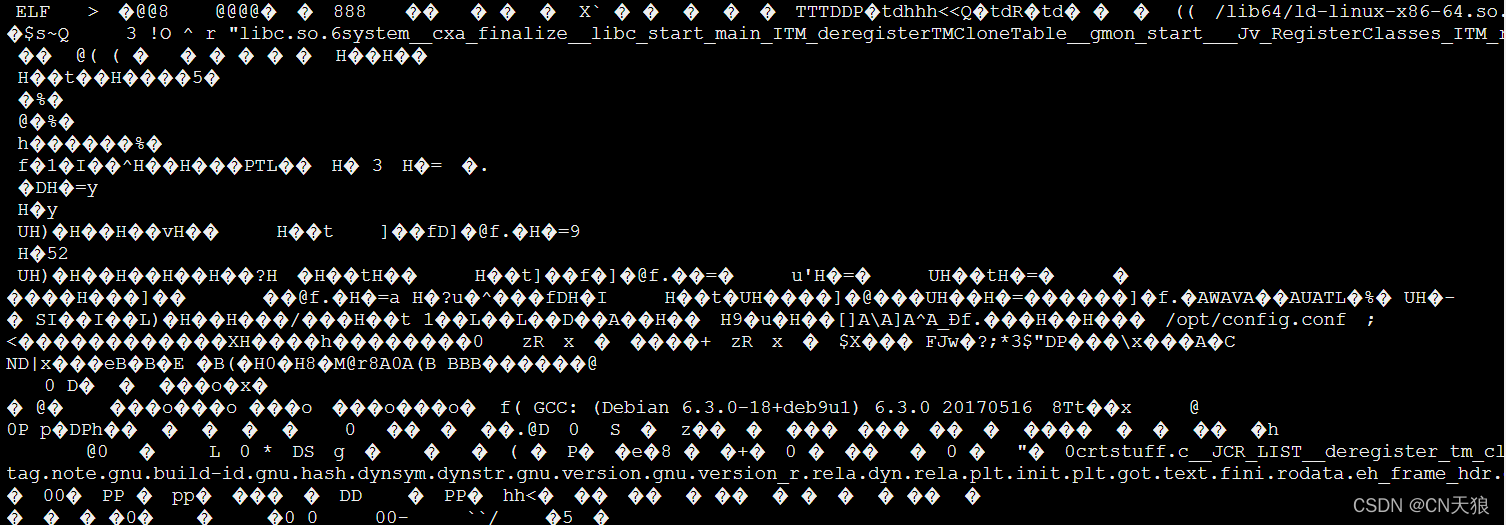 ELF > �@@8 @@@@� � 888 �� � � � X` � � � � � TTTDDP�tdhhh<<Q�tdR�td� � � (( /lib64/ld-linux-x86-64.so.
�$s~Q 3 !O ^ r "libc.so.6system__cxa_finalize__libc_start_main_ITM_deregisterTMCloneTable__gmon_start___Jv_RegisterClasses_ITM_r
�� @( ( � � � � � � H��H��
H��t��H����5�
�%�
@�%�
h������%�
f�1�I��^H��H���PTL�� H� 3 H�= �.
�DH�=y
H�y
UH)�H��H��vH�� H��t ]��fD]�@f.�H�=9
H�52
UH)�H��H��H��H��?H �H��tH�� H��t]��f�]�@f.��=� u'H�=� UH��tH�=� �
����H���]�� ��@f.�H�=a H�?u�^���fDH�I H��t�UH����]�@���UH��H�=������]�f.�AWAVA��AUATL�%� UH�-
� SI��I��L)�H��H���/���H��t 1��L��L��D��A��H�� H9�u�H��[]A\A]A^A_Ðf.���H��H��� /opt/config.conf ;
<������������XH����h��������0 zR x � ����+ zR x � $X��� FJw�?;*3$"DP���\x���A�C
ND|x���eB�B�E �B(�H0�H8�M@r8A0A(B BBB������@
0 D� � ���o�x�
� @� ���o���o ���o ���o���o� f( GCC: (Debian 6.3.0-18+deb9u1) 6.3.0 20170516 8Tt��x @
0P p�DPh�� � � � � � 0 �� � ��.@D 0 S � z�� � ��� ��� �� � ���� � � �� �h
@0 � L 0 * DS g � � � ( � P� �e�8 � �+� 0 � �� � 0 � "� 0crtstuff.c__JCR_LIST__deregister_tm_cl
tag.note.gnu.build-id.gnu.hash.dynsym.dynstr.gnu.version.gnu.version_r.rela.dyn.rela.plt.init.plt.got.text.fini.rodata.eh_frame_hdr.
� 00� PP � pp� ��� � � DD � PP� hh<� �� �� � �� � � � � �� �
� � � �0� � �0 0 00- ``/ �5 �
CSDN @CN天狼